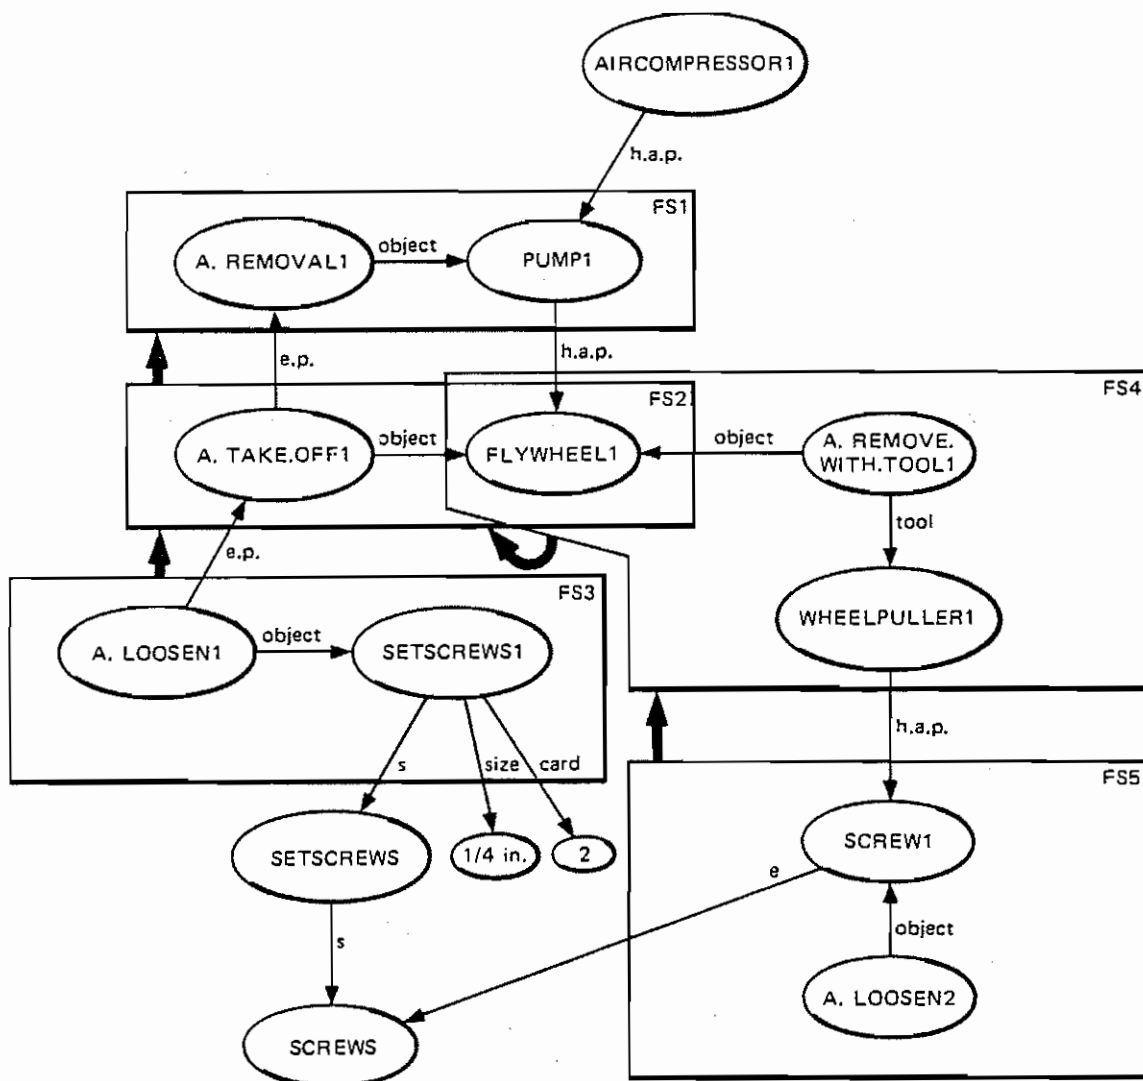 AIRCOMPRESSOR1
h.a.p.
FS1
A. REMOVAL1
object
PUMP1
e.p.
h.a.p.
FS2
FS4
A. TAKE.OFF1
object
FLYWHEEL1
object
A. REMOVE.
WITH.TOOL1
e.p.
tool
FS3
A. LOOSEN1
object
SETSCREWS1
WHEELPULLER1
h.a.p.
s
size
card
FS5
SETSCREWS
1/4 in.
2
SCREW1
e
s
object
A. LOOSEN2
SCREWS